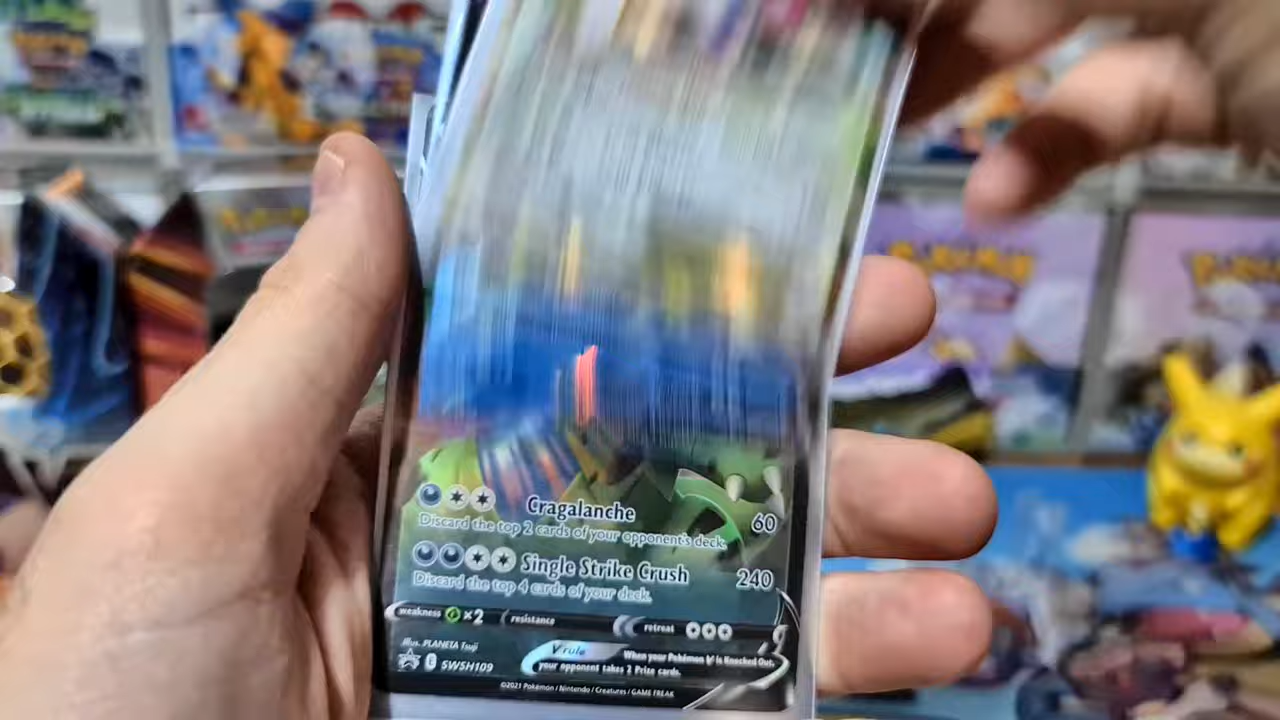 Cragalanche 60
Discard the top 2 cards of your opponent's deck.
Single Strike Crush 240
Discard the top 4 cards of your deck.
weakness ×2 resistance retreat
Illus. PLANETA Tsuji
V rule When your Pokémon V is Knocked Out,
your opponent takes 2 Prize cards.
E SWSH109
©2021 Pokémon / Nintendo / Creatures / GAME FREAK
POKÉMON
POKÉMON